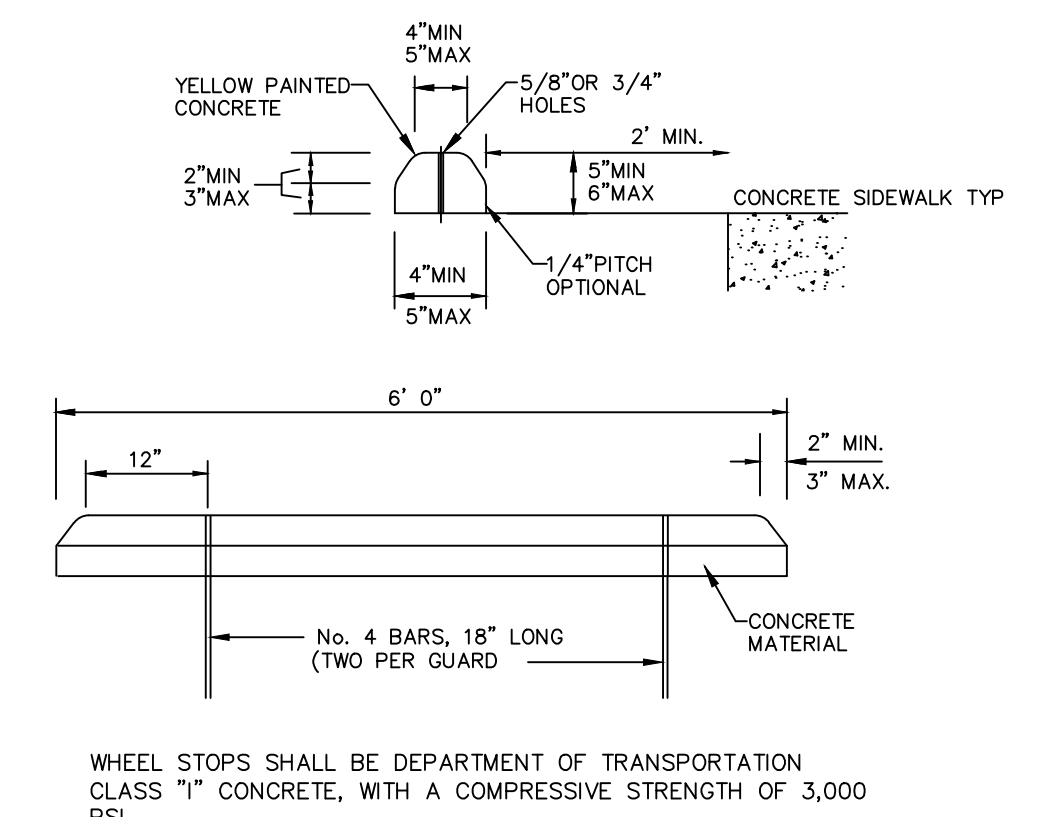 4"MIN
5"MAX
YELLOW PAINTED
CONCRETE
5/8"OR 3/4"
HOLES
2' MIN.
2"MIN
3"MAX
5"MIN
6"MAX
CONCRETE SIDEWALK TYP
4"MIN
5"MAX
1/4"PITCH
OPTIONAL
6' 0"
12"
2" MIN.
3" MAX.
CONCRETE
MATERIAL
No. 4 BARS, 18" LONG
(TWO PER GUARD
WHEEL STOPS SHALL BE DEPARTMENT OF TRANSPORTATION
CLASS "I" CONCRETE, WITH A COMPRESSIVE STRENGTH OF 3,000
PSI